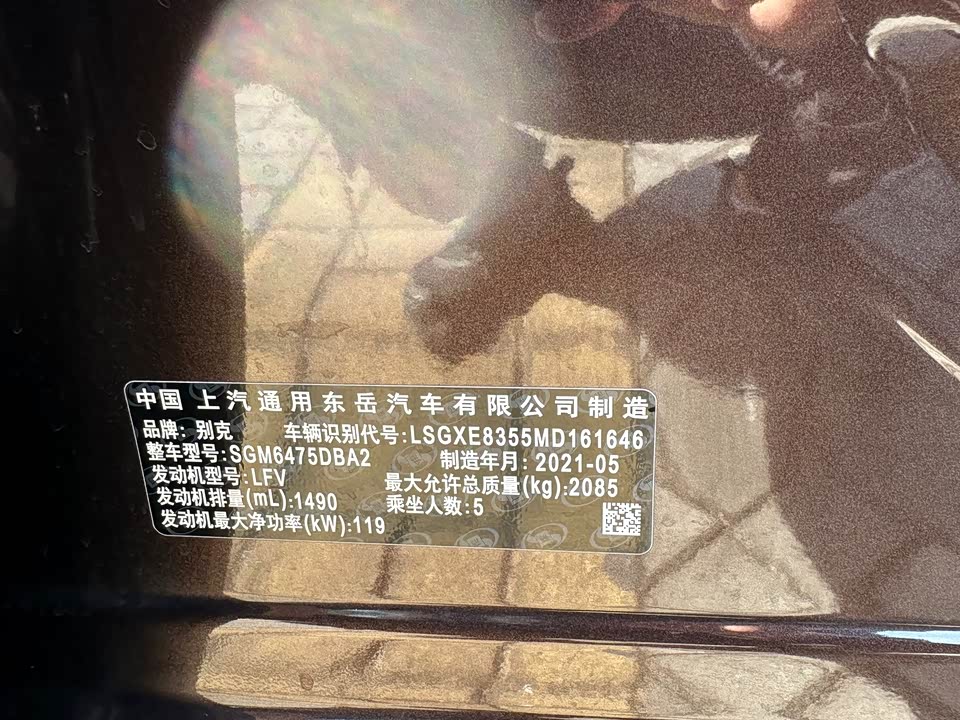 中国 上汽通用东岳汽车有限公司制造
品牌: 别克 车辆识别代号:LSGXE8355MD161646
整车型号:SGM6475DBA2 制造年月: 2021-05
发动机型号:LFV 最大允许总质量(kg):2085
发动机排量(mL):1490 乘坐人数:5
发动机最大净功率(kW):119